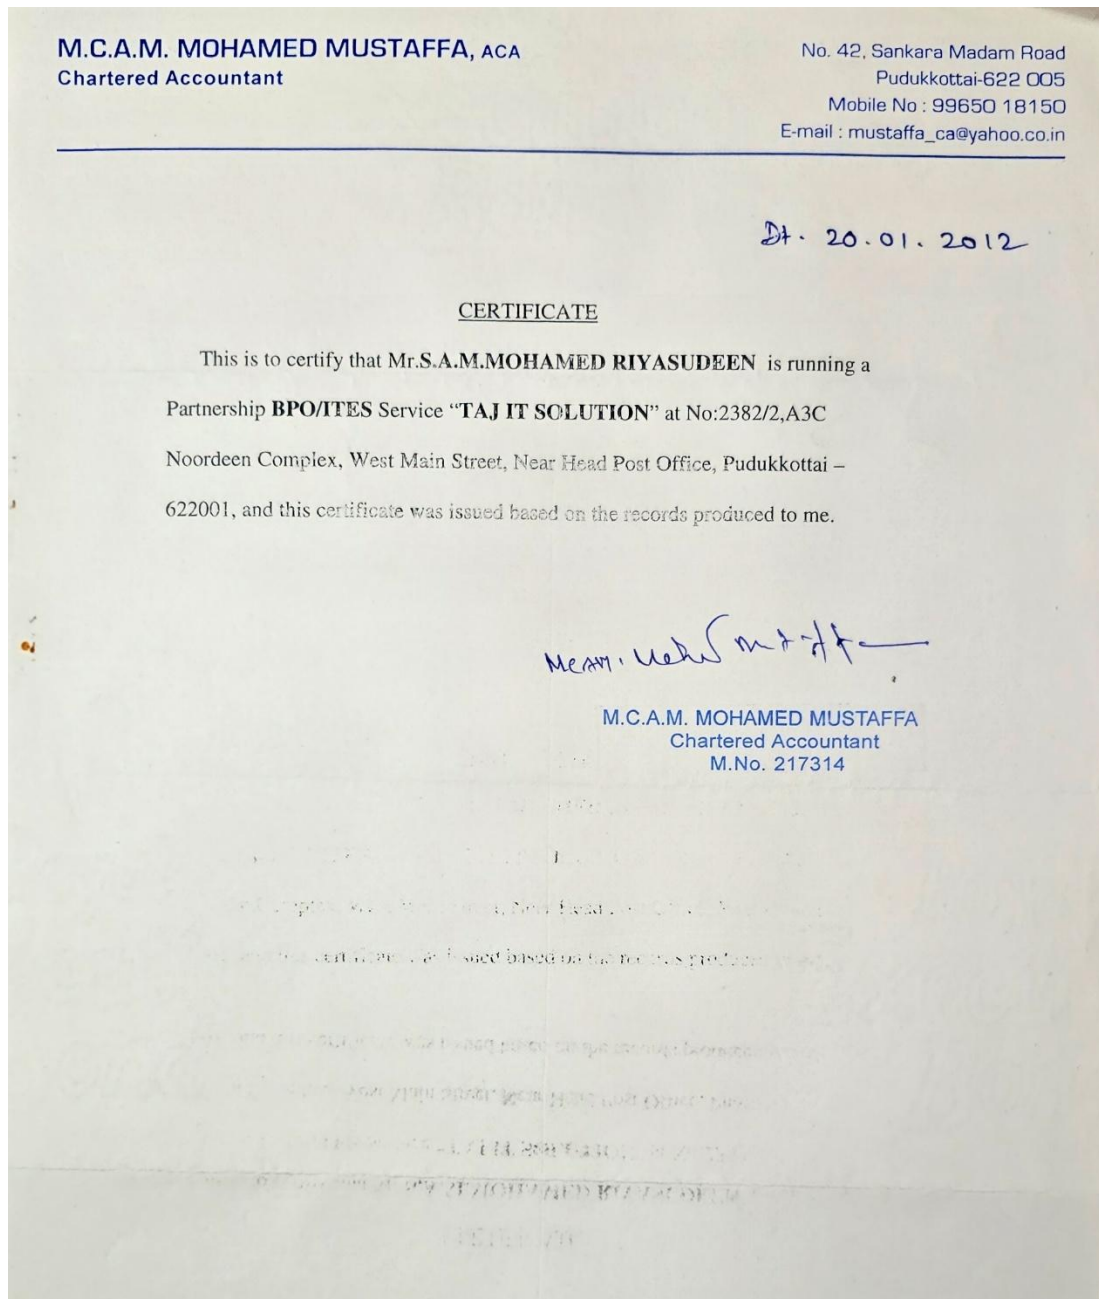 M.C.A.M. MOHAMED MUSTAFFA, ACA
Chartered Accountant
No. 42, Sankara Madam Road
Pudukkottai-622 005
Mobile No : 99650 18150
E-mail : mustaffa_ca@yahoo.co.in
Dt. 20.01.2012
CERTIFICATE
This is to certify that Mr.S.A.M.MOHAMED RIYASUDEEN is running a
Partnership BPO/ITES Service “TAJ IT SOLUTION” at No:2382/2,A3C
Noordeen Complex, West Main Street, Near Head Post Office, Pudukkottai –
622001, and this certificate was issued based on the records produced to me.
M.C.A.M. MOHAMED MUSTAFFA
Chartered Accountant
M.No. 217314
issued based on the